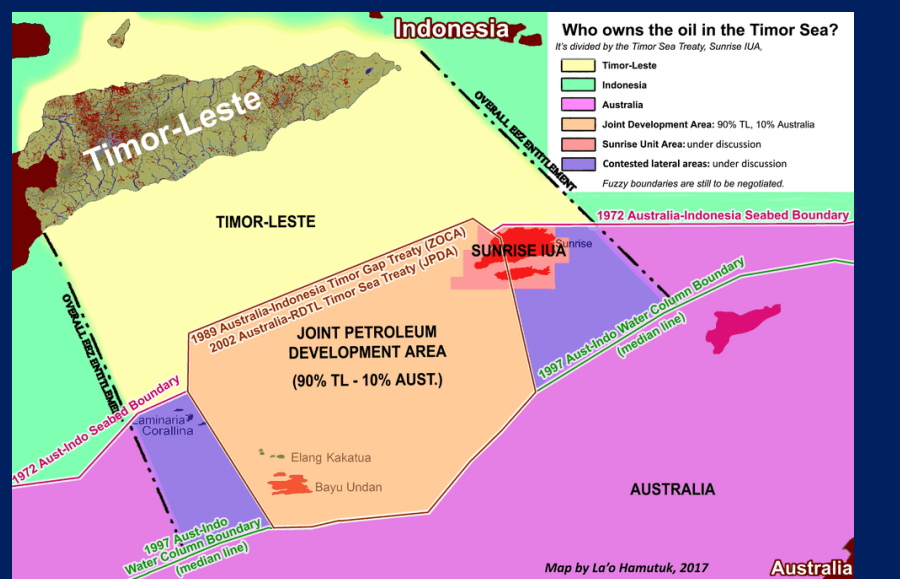 Indonesia
Who owns the oil in the Timor Sea?
It's divided by the Timor Sea Treaty, Sunrise IUA,
Timor-Leste
Indonesia
Australia
Joint Development Area: 90% TL, 10% Australia
Sunrise Unit Area: under discussion
Contested lateral areas: under discussion
Fuzzy boundaries are still to be negotiated.
Timor-Leste
OVERALL EEZ ENTITLEMENT
TIMOR-LESTE
1972 Australia-Indonesia Seabed Boundary
SUNRISE IUA
Sunrise
1989 Australia-Indonesia Timor Gap Treaty (ZOCA)
2002 Australia-RDTL Timor Sea Treaty (JPDA)
OVERALL EEZ ENTITLEMENT
JOINT PETROLEUM
DEVELOPMENT AREA
(90% TL - 10% AUST.)
1997 Aust-Indo Water Column Boundary
(median line)
1972 Aust-Indo Seabed Boundary
Laminaria
Corallina
Elang Kakatua
Bayu Undan
AUSTRALIA
1997 Aust-Indo
Water Column Boundary
(median line)
Map by La'o Hamutuk, 2017
Australia